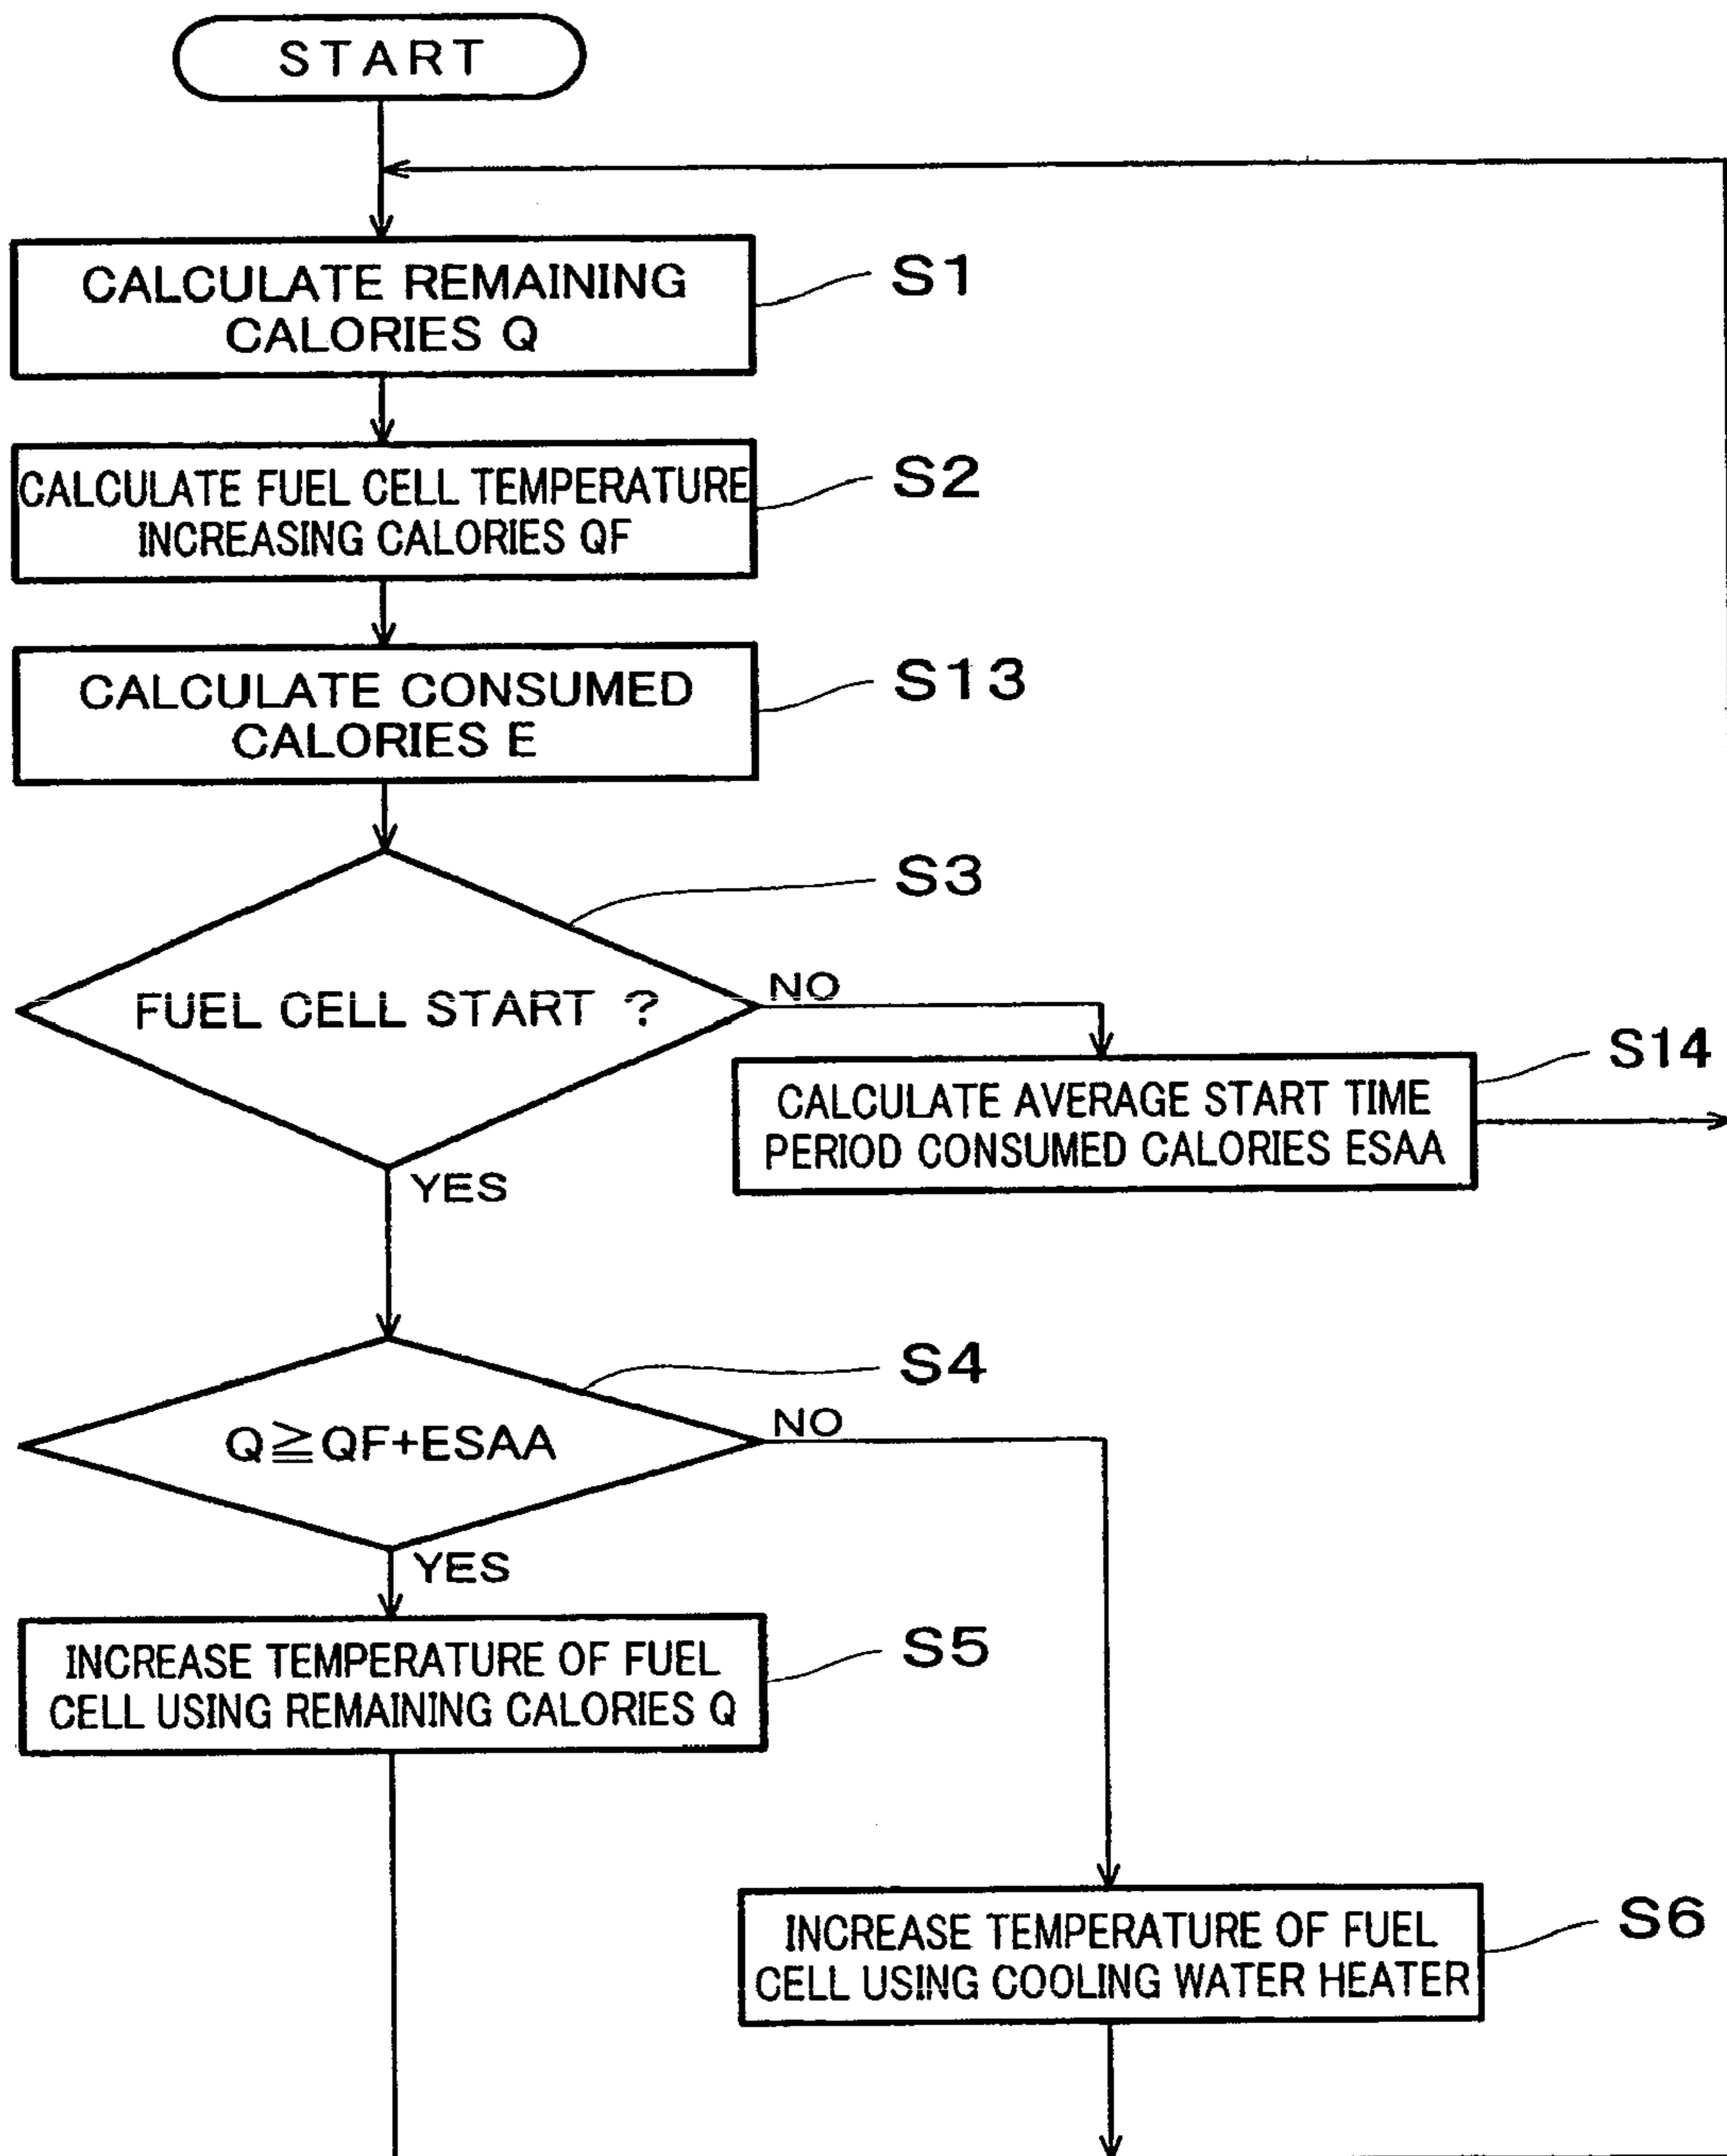 START
CALCULATE REMAINING
CALORIES Q
S1
CALCULATE FUEL CELL TEMPERATURE
INCREASING CALORIES QF
S2
CALCULATE CONSUMED
CALORIES E
S13
S3
FUEL CELL START ?
NO
S14
CALCULATE AVERAGE START TIME
PERIOD CONSUMED CALORIES ESAA
YES
S4
Q≧QF+ESAA
NO
YES
S5
INCREASE TEMPERATURE OF FUEL
CELL USING REMAINING CALORIES Q
S6
INCREASE TEMPERATURE OF FUEL
CELL USING COOLING WATER HEATER